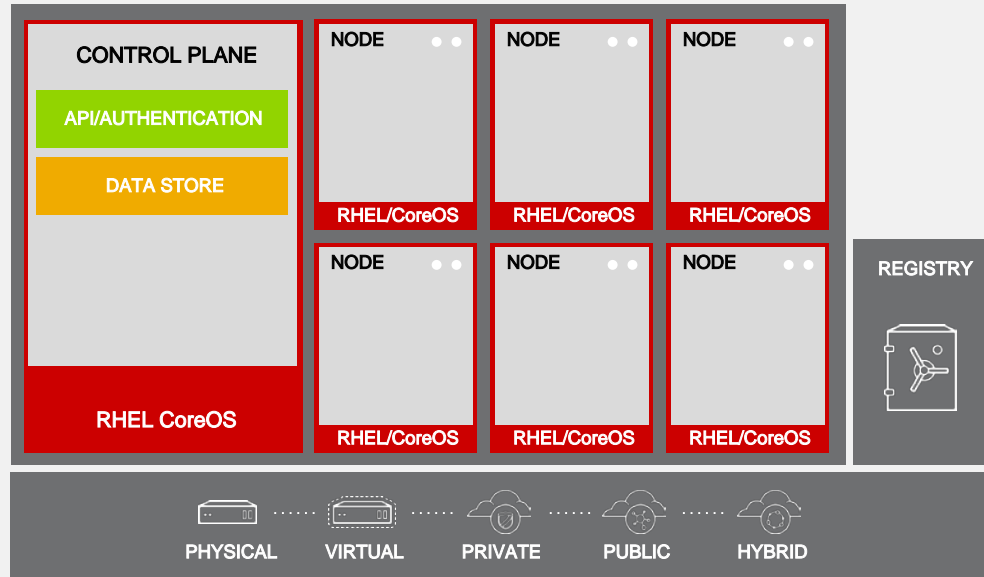 CONTROL PLANE
API/AUTHENTICATION
DATA STORE
RHEL CoreOS
NODE
NODE
NODE
RHEL/CoreOS
RHEL/CoreOS
RHEL/CoreOS
NODE
NODE
NODE
RHEL/CoreOS
RHEL/CoreOS
RHEL/CoreOS
REGISTRY
PHYSICAL
VIRTUAL
PRIVATE
PUBLIC
HYBRID